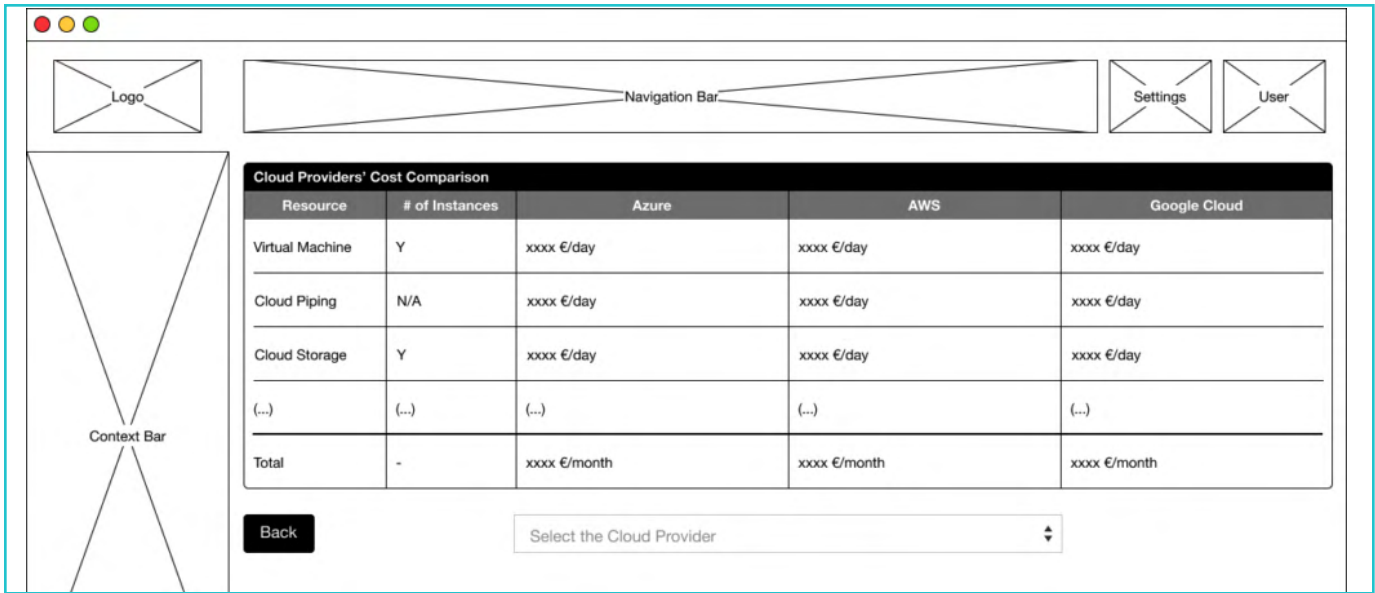 Logo
Navigation Bar
Settings
User
Context Bar
Cloud Providers' Cost Comparison
Resource # of Instances Azure AWS Google Cloud
Virtual Machine Y xxxx €/day xxxx €/day xxxx €/day
Cloud Piping N/A xxxx €/day xxxx €/day xxxx €/day
Cloud Storage Y xxxx €/day xxxx €/day xxxx €/day
(...) (...) (...) (...) (...)
Total - xxxx €/month xxxx €/month xxxx €/month
Back
Select the Cloud Provider